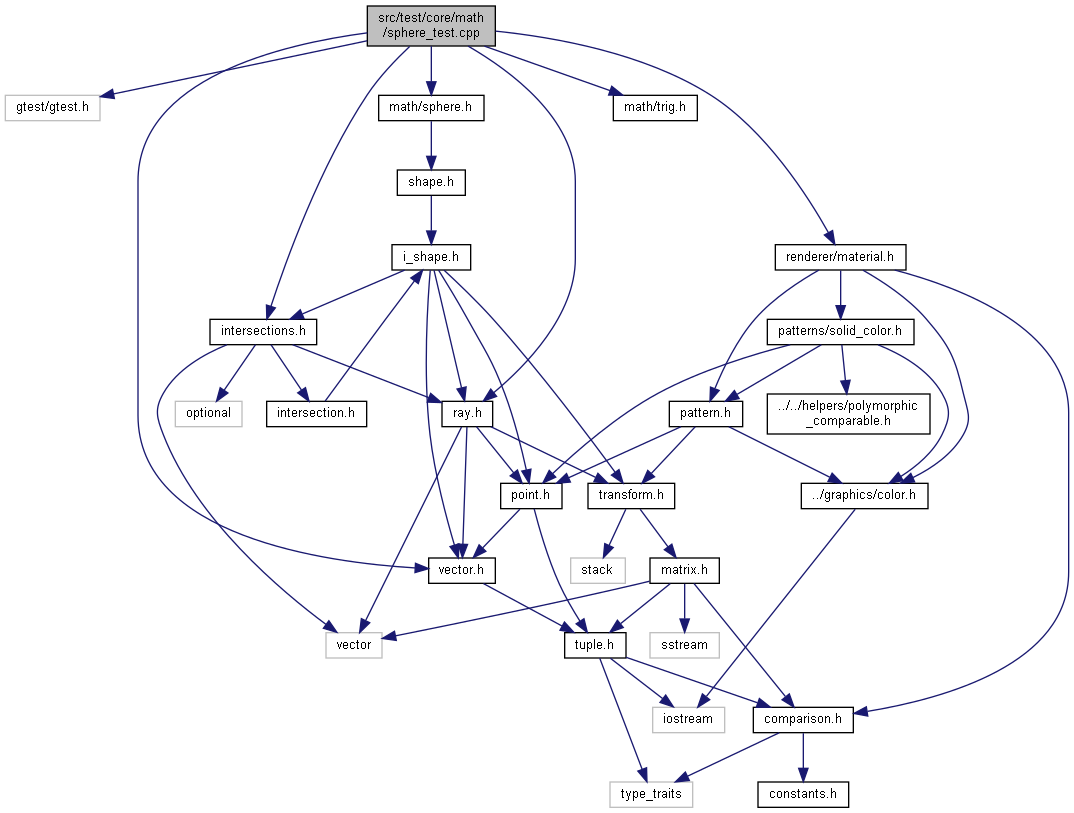 src/test/core/math
/sphere_test.cpp
gtest/gtest.h
math/sphere.h
math/trig.h
shape.h
i_shape.h
renderer/material.h
intersections.h
patterns/solid_color.h
optional
intersection.h
ray.h
pattern.h
../../helpers/polymorphic
_comparable.h
point.h
transform.h
../graphics/color.h
vector.h
stack
matrix.h
vector
tuple.h
sstream
iostream
comparison.h
type_traits
constants.h